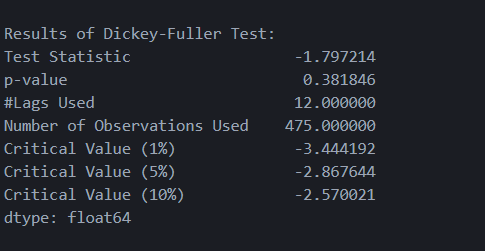 Results of Dickey-Fuller Test:
Test Statistic -1.797214
p-value 0.381846
#Lags Used 12.000000
Number of Observations Used 475.000000
Critical Value (1%) -3.444192
Critical Value (5%) -2.867644
Critical Value (10%) -2.570021
dtype: float64